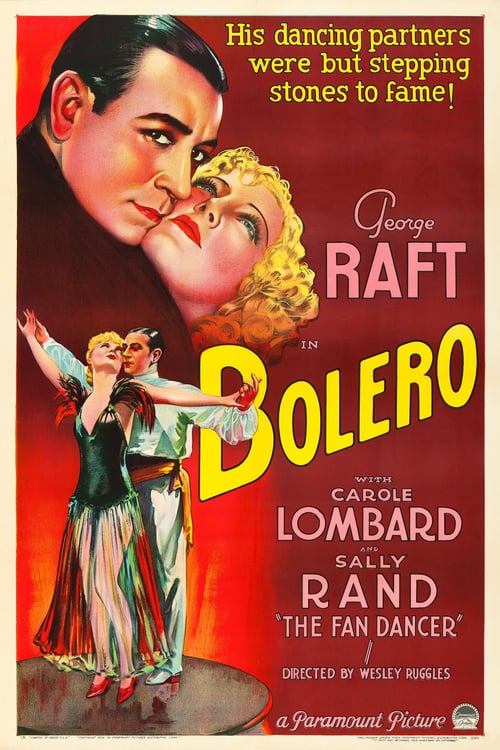 His dancing partners
were but stepping
stones to fame!
George
RAFT
IN
BOLERO
WITH
CAROLE
LOMBARD
AND
SALLY
RAND
"THE FAN DANCER"
DIRECTED BY WESLEY RUGGLES
a Paramount Picture